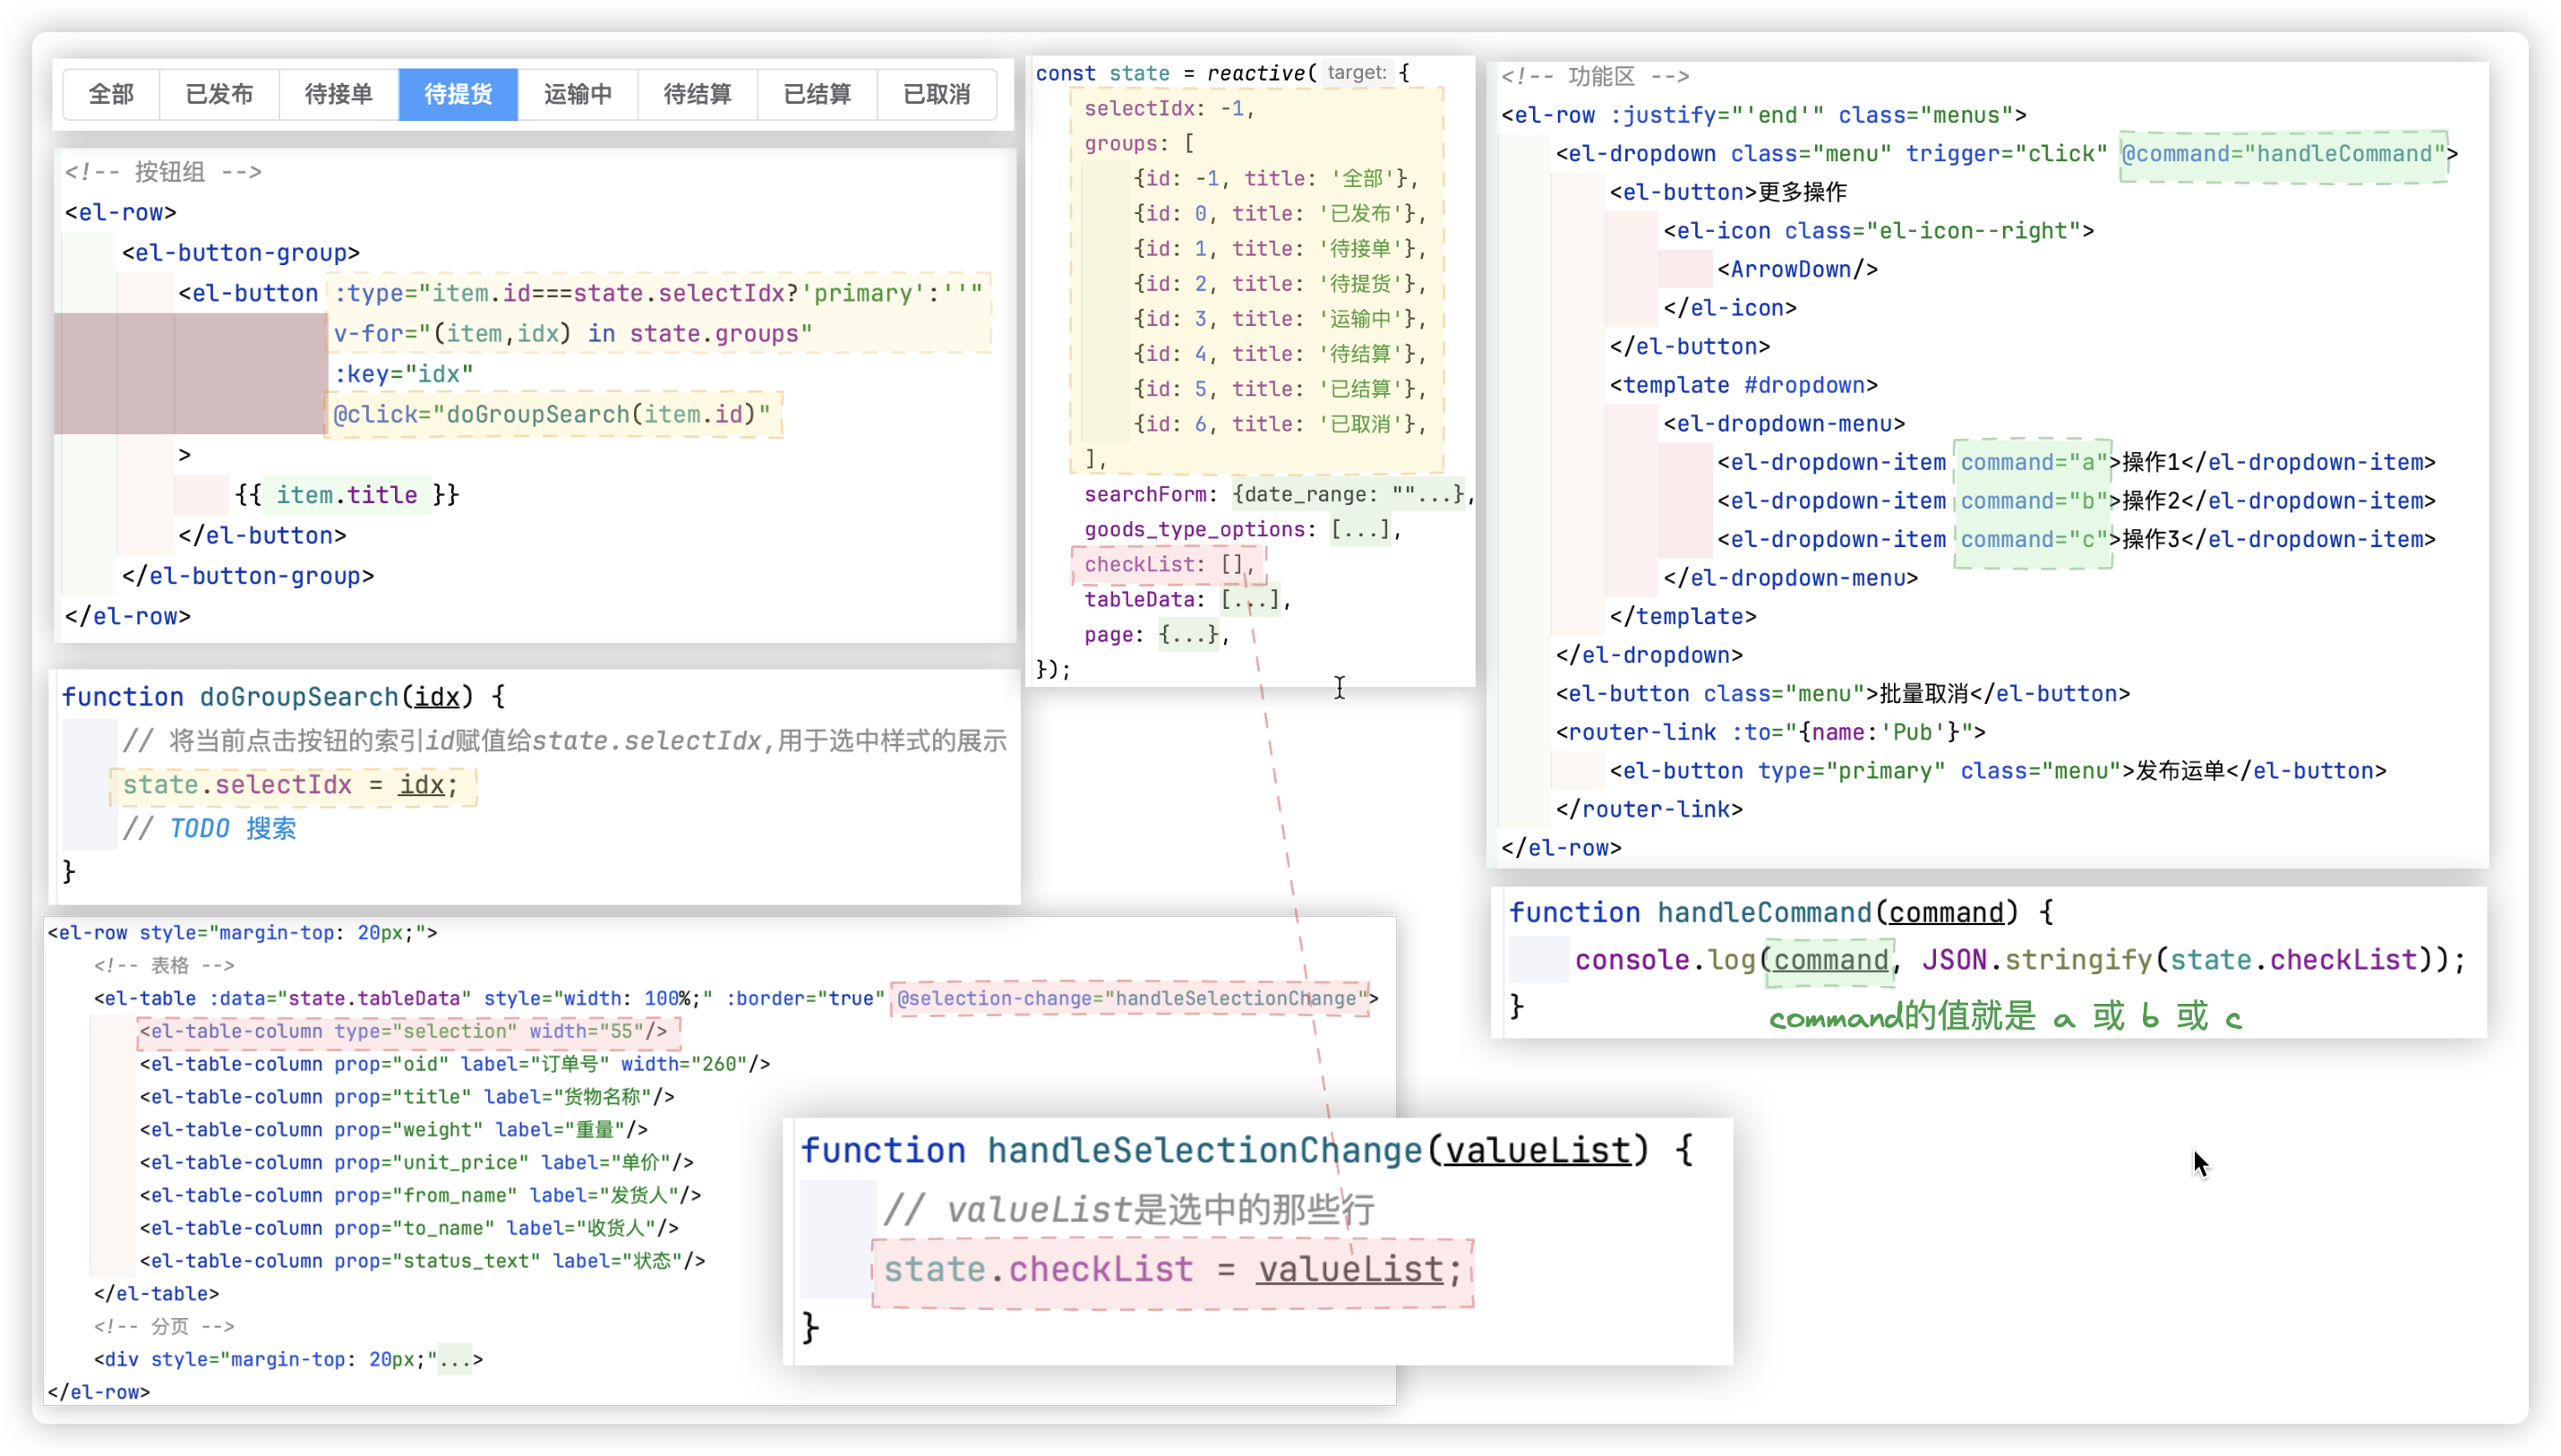 全部 已发布 待接单 待提货 运输中 待结算 已结算 已取消
<!-- 按钮组 -->
<el-row>
<el-button-group>
<el-button :type="item.id===state.selectIdx?'primary':''"
v-for="(item,idx) in state.groups"
:key="idx"
@click="doGroupSearch(item.id)"
>
{{ item.title }}
</el-button>
</el-button-group>
</el-row>
function doGroupSearch(idx) {
// 将当前点击按钮的索引id赋值给state.selectIdx,用于选中样式的展示
state.selectIdx = idx;
// TODO 搜索
}
const state = reactive( target: {
selectIdx: -1,
groups: [
{id: -1, title: '全部'},
{id: 0, title: '已发布'},
{id: 1, title: '待接单'},
{id: 2, title: '待提货'},
{id: 3, title: '运输中'},
{id: 4, title: '待结算'},
{id: 5, title: '已结算'},
{id: 6, title: '已取消'},
],
searchForm: {date_range: ""...},
goods_type_options: [...],
checkList: [],
tableData: [...],
page: {...},
});
<!-- 功能区 -->
<el-row :justify="'end'" class="menus">
<el-dropdown class="menu" trigger="click" @command="handleCommand">
<el-button>更多操作
<el-icon class="el-icon--right">
<ArrowDown/>
</el-icon>
</el-button>
<template #dropdown>
<el-dropdown-menu>
<el-dropdown-item command="a">操作1</el-dropdown-item>
<el-dropdown-item command="b">操作2</el-dropdown-item>
<el-dropdown-item command="c">操作3</el-dropdown-item>
</el-dropdown-menu>
</template>
</el-dropdown>
<el-button class="menu">批量取消</el-button>
<router-link :to="{name:'Pub'}">
<el-button type="primary" class="menu">发布运单</el-button>
</router-link>
</el-row>
function handleCommand(command) {
console.log(command, JSON.stringify(state.checkList));
}
command的值就是 a 或 b 或 c
<el-row style="margin-top: 20px;">
<!-- 表格 -->
<el-table :data="state.tableData" style="width: 100%;" :border="true" @selection-change="handleSelectionChange">
<el-table-column type="selection" width="55"/>
<el-table-column prop="oid" label="订单号" width="260"/>
<el-table-column prop="title" label="货物名称"/>
<el-table-column prop="weight" label="重量"/>
<el-table-column prop="unit_price" label="单价"/>
<el-table-column prop="from_name" label="发货人"/>
<el-table-column prop="to_name" label="收货人"/>
<el-table-column prop="status_text" label="状态"/>
</el-table>
<!-- 分页 -->
<div style="margin-top: 20px;"...>
</el-row>
function handleSelectionChange(valueList) {
// valueList是选中的那些行
state.checkList = valueList;
}